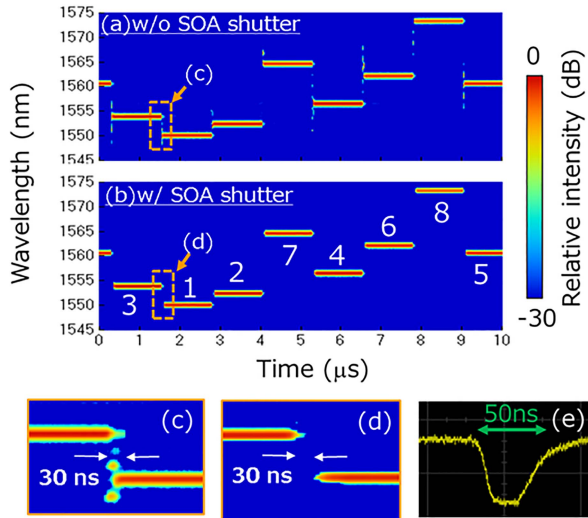 (a)w/o SOA shutter
(c)
1575
1570
1565
1560
1555
1550
1545
(b)w/ SOA shutter
(d)
1575
1570
1565
1560
1555
1550
1545
3
1
2
7
4
6
8
5
0
1
2
3
4
5
6
7
8
9
10
Time (μs)
Wavelength (nm)
0
-30
Relative intensity (dB)
(c)
30 ns
(d)
30 ns
(e)
50ns